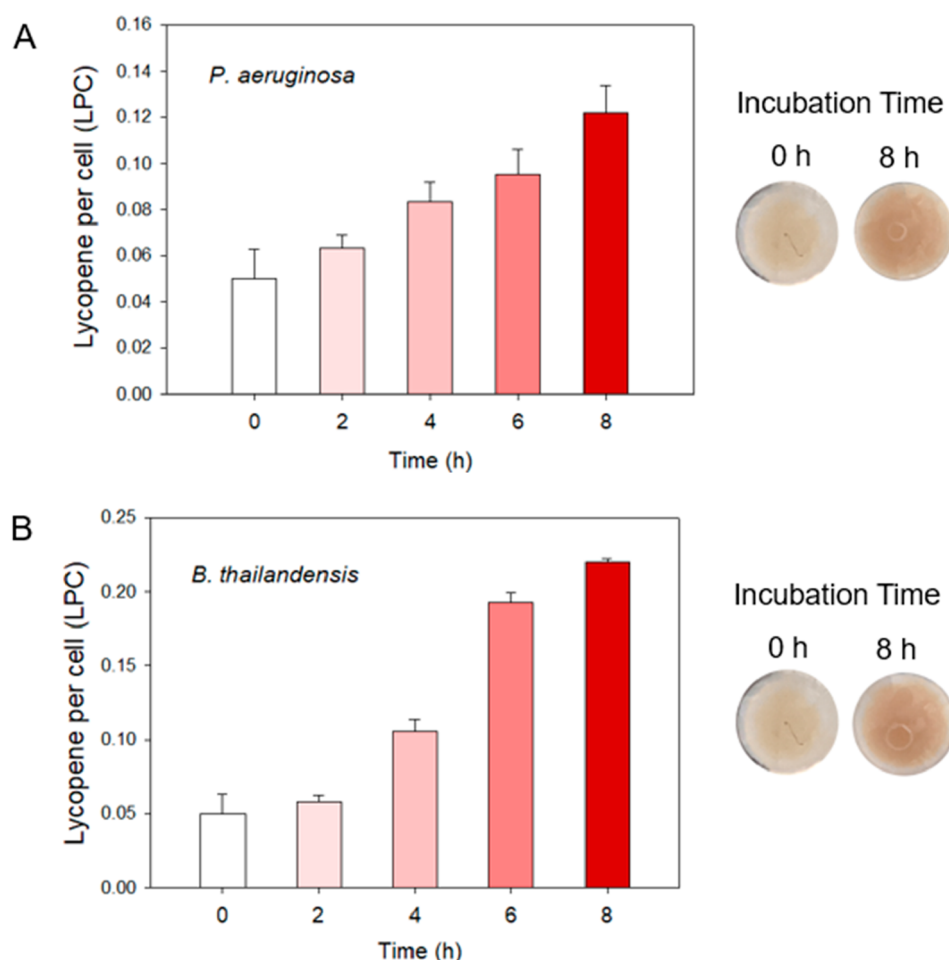 A
0.16
0.14
0.12
0.10
0.08
0.06
0.04
0.02
0.00
Lycopene per cell (LPC)
P. aeruginosa
0 2 4 6 8
Time (h)
Incubation Time
0 h 8 h
B
0.25
0.20
0.15
0.10
0.05
0.00
Lycopene per cell (LPC)
B. thailandensis
0 2 4 6 8
Time (h)
Incubation Time
0 h 8 h